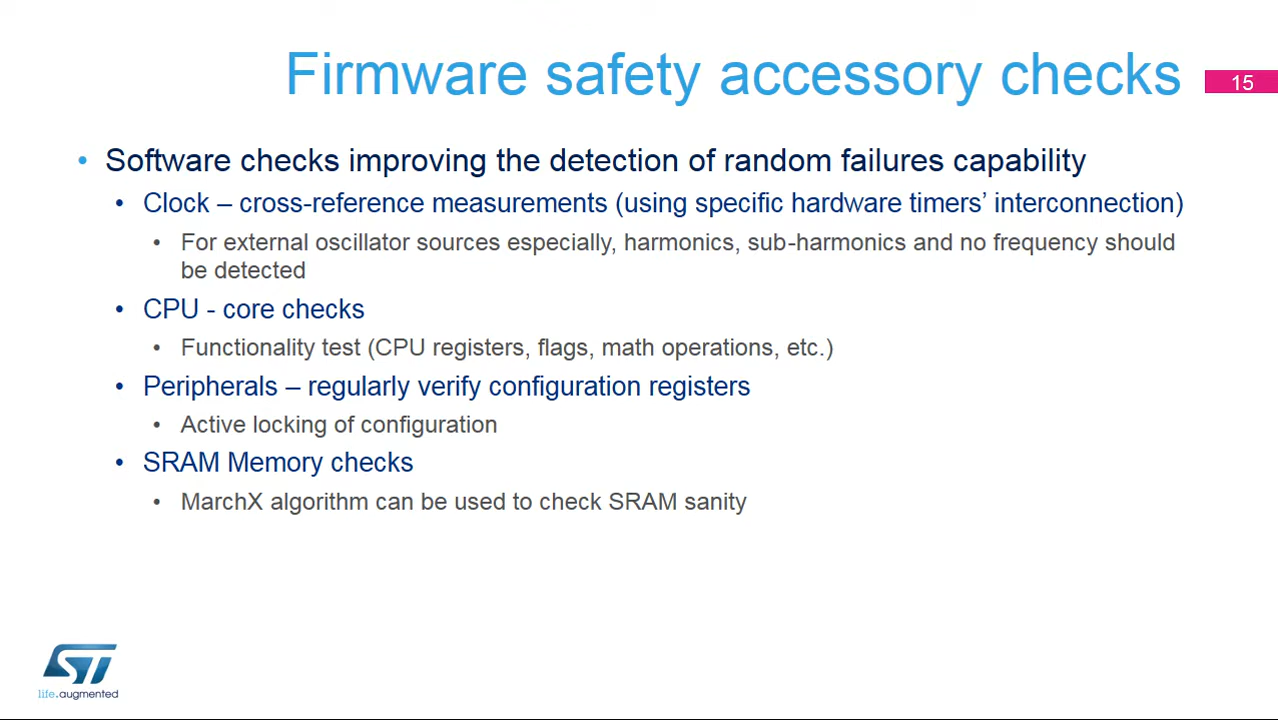 Firmware safety accessory checks
15
• Software checks improving the detection of random failures capability
• Clock – cross-reference measurements (using specific hardware timers’ interconnection)
• For external oscillator sources especially, harmonics, sub-harmonics and no frequency should
be detected
• CPU - core checks
• Functionality test (CPU registers, flags, math operations, etc.)
• Peripherals – regularly verify configuration registers
• Active locking of configuration
• SRAM Memory checks
• MarchX algorithm can be used to check SRAM sanity
ST
life.augmented